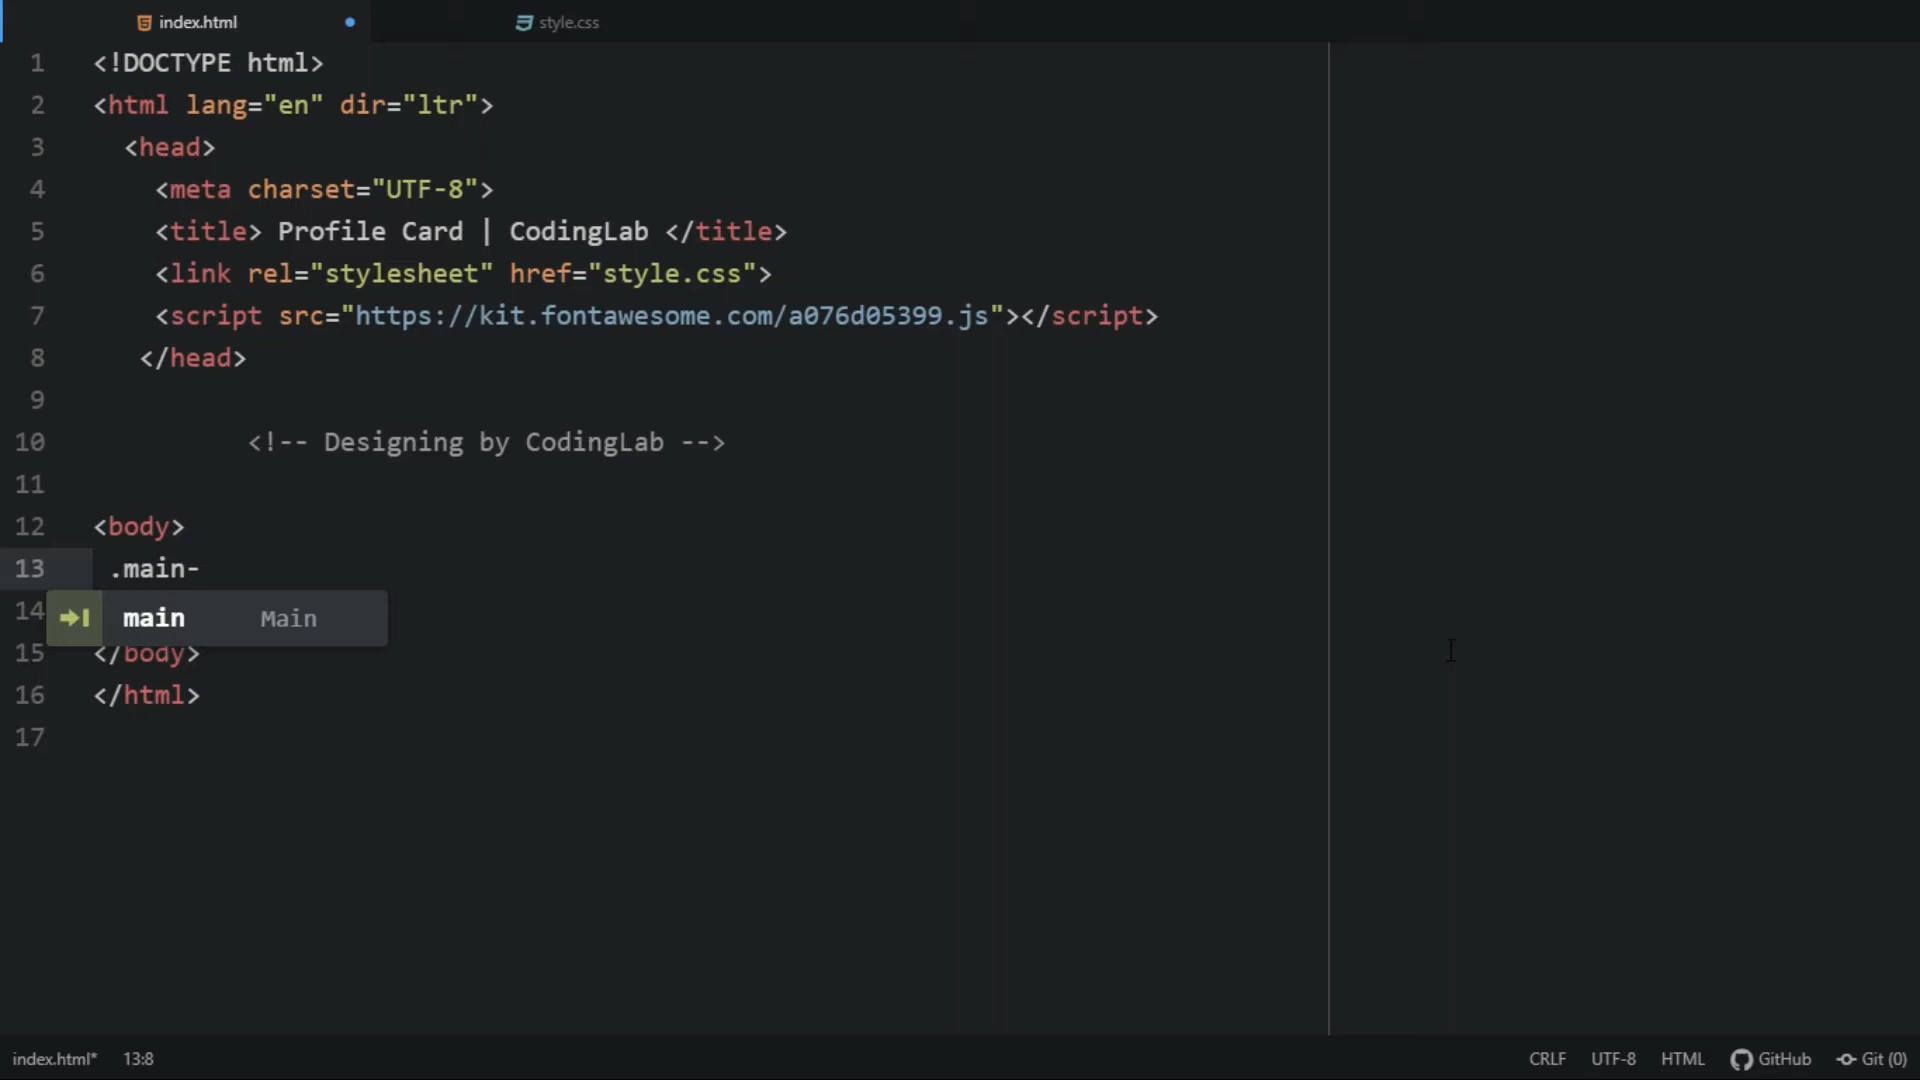 index.html style.css
1 <!DOCTYPE html>
2 <html lang="en" dir="ltr">
3 <head>
4 <meta charset="UTF-8">
5 <title> Profile Card | CodingLab </title>
6 <link rel="stylesheet" href="style.css">
7 <script src="https://kit.fontawesome.com/a076d05399.js"></script>
8 </head>
9
10 <!-- Designing by CodingLab -->
11
12 <body>
13 .main-
14 main Main
15 </body>
16 </html>
17
index.html* 13:8 CRLF UTF-8 HTML GitHub Git (0)